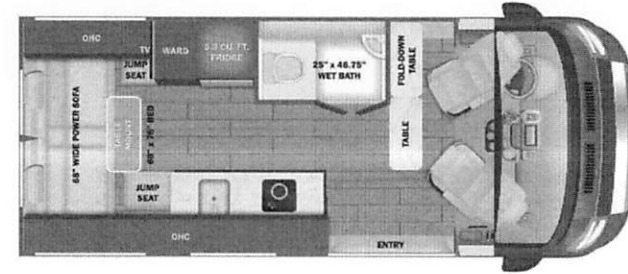 OHC
TV
WARD
JUMP
SEAT
5.3 CU. FT.
FRIDGE
25" x 46.75"
WET BATH
FOLD-DOWN
TABLE
68" WIDE POWER SOFA
TABLE
MOUNT
68" x 76" BED
TABLE
JUMP
SEAT
OHC
ENTRY